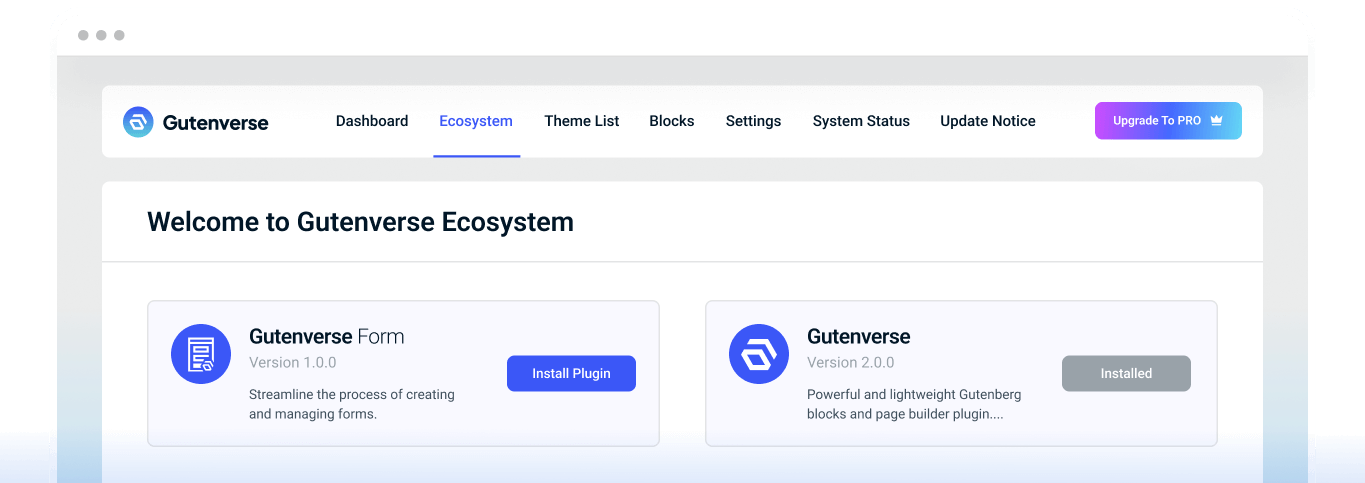 Gutenverse
Dashboard
Ecosystem
Theme List
Blocks
Settings
System Status
Update Notice
Upgrade To PRO
Welcome to Gutenverse Ecosystem
Gutenverse Form
Version 1.0.0
Streamline the process of creating
and managing forms.
Install Plugin
Gutenverse
Version 2.0.0
Powerful and lightweight Gutenberg
blocks and page builder plugin....
Installed